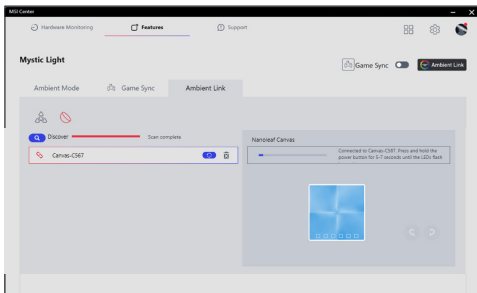 MSI Center
Hardware Monitoring
Features
Support
Mystic Light
Game Sync
Ambient Link
Ambient Mode
Game Sync
Ambient Link
Discover
Scan complete
Canvas-C567
Nanoleaf Canvas
Connected to Canvas-C567. Press and hold the
power button for 5-7 seconds until the LEDs flash